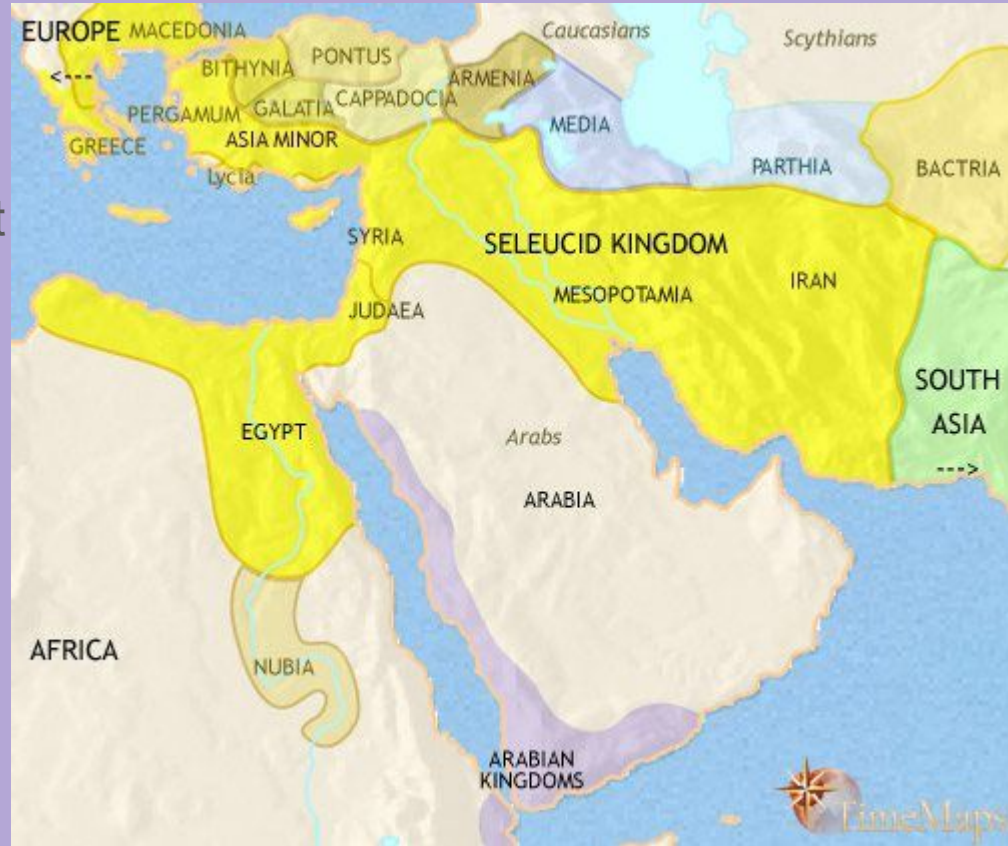 EUROPE
MACEDONIA
<---
BITHYNIA
PONTUS
Caucasians
Scythians
PERGAMUM
GALATIA
CAPPADOCIA
ARMENIA
GREECE
ASIA MINOR
Lycia
MEDIA
PARTHIA
BACTRIA
t
SYRIA
SELEUCID KINGDOM
MESOPOTAMIA
IRAN
JUDAEA
SOUTH
ASIA
--->
EGYPT
Arabs
ARABIA
AFRICA
NUBIA
ARABIAN
KINGDOMS
TimeMaps